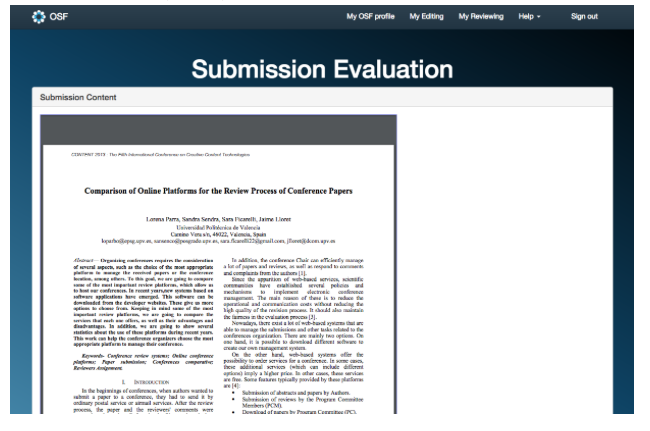 OSF
My OSF profile My Editing My Reviewing Help Sign out
Submission Evaluation
Submission Content
CONTENT 2013 : The Fifth International Conference on Creative Content Technologies
Comparison of Online Platforms for the Review Process of Conference Papers
Lorena Parra, Sandra Sendra, Sara Ficarelli, Jaime Lloret
Universidad Politécnica de Valencia
Camino Vera s/n, 46022, Valencia, Spain
loparbo@epsg.upv.es, sansenco@posgrado.upv.es, sara.ficarelli22@gmail.com, jlloret@dcom.upv.es
Abstract— Organizing conferences requires the consideration
of several aspects, such as the choice of the most appropriate
platform to manage the received papers or the conference
location, among others. To this goal, we are going to compare
some of the most important review platforms, which allow us
to host our conferences. In recent years,new systems based on
software applications have emerged. This software can be
downloaded from the developer websites. These give us more
options to choose from. Keeping in mind some of the most
important review platforms, we are going to compare the
services that each one offers, as well as their advantages and
disadvantages. In addition, we are going to show several
statistics about the use of these platforms during recent years.
This work can help the conference organizers choose the most
appropriate platform to manage their conference.
Keywords- Conference review systems; Online conference
platforms; Paper submission; Conferences comparative;
Reviewers Assignment.
I. INTRODUCTION
In the beginnings of conferences, when authors wanted to
submit a paper to a conference, they had to send it by
ordinary postal service or airmail services. After the review
process, the paper and the reviewers' comments were
In addition, the conference Chair can efficiently manage
a lot of papers and reviews, as well as respond to comments
and complaints from the authors [1].
Since the apparition of web-based services, scientific
communities have established several policies and
mechanisms to implement electronic conference
management. The main reason of these is to reduce the
operational and communication costs without reducing the
high quality of the revision process. It should also maintain
the fairness in the evaluation process [3].
Nowadays, there exist a lot of web-based systems that are
able to manage the submissions and other tasks related to the
conferences organization. There are mainly two options. On
one hand, it is possible to download different software to
create our own management system.
On the other hand, web-based systems offer the
possibility to order services for a conference. In some cases,
these additional services (which can include different
options) imply a higher price. In other cases, these services
are free. Some features typically provided by these platforms
are [4]:
• Submission of abstracts and papers by Authors.
• Submission of reviews by the Program Committee
Members (PCM).
• Download of papers by Program Committee (PC).